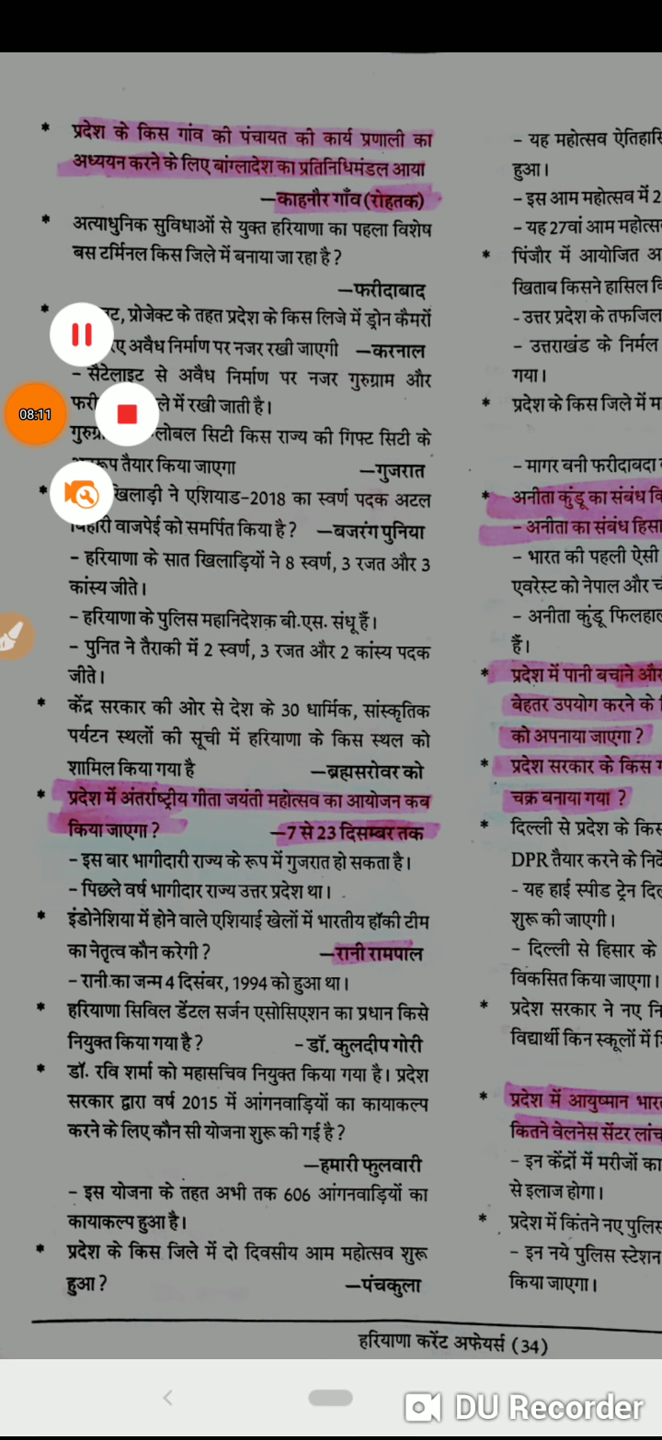 * प्रदेश के किस गांव की पंचायत की कार्य प्रणाली का
अध्ययन करने के लिए बांग्लादेश का प्रतिनिधिमंडल आया
—काहनौर गाँव (रोहतक)
* अत्याधुनिक सुविधाओं से युक्त हरियाणा का पहला विशेष
बस टर्मिनल किस जिले में बनाया जा रहा है ?
—फरीदाबाद
* प्रोजेक्ट के तहत प्रदेश के किस लिजे में ड्रोन कैमरों
अवैध निर्माण पर नजर रखी जाएगी —करनाल
- सैटेलाइट से अवैध निर्माण पर नजर गुरुग्राम और
में रखी जाती है।
सिटी किस राज्य की गिफ्ट सिटी के
तैयार किया जाएगा —गुजरात
* खिलाड़ी ने एशियाड-2018 का स्वर्ण पदक अटल
बिहारी वाजपेई को समर्पित किया है ? —बजरंग पुनिया
- हरियाणा के सात खिलाड़ियों ने 8 स्वर्ण, 3 रजत और 3
कांस्य जीते।
- हरियाणा के पुलिस महानिदेशक बी.एस. संधू हैं।
- पुनित ने तैराकी में 2 स्वर्ण, 3 रजत और 2 कांस्य पदक
जीते।
* केंद्र सरकार की ओर से देश के 30 धार्मिक, सांस्कृतिक
पर्यटन स्थलों की सूची में हरियाणा के किस स्थल को
शामिल किया गया है —ब्रह्मसरोवर को
* प्रदेश में अंतर्राष्ट्रीय गीता जयंती महोत्सव का आयोजन कब
किया जाएगा ? —7 से 23 दिसम्बर तक
- इस बार भागीदारी राज्य के रूप में गुजरात हो सकता है।
- पिछले वर्ष भागीदार राज्य उत्तर प्रदेश था।
* इंडोनेशिया में होने वाले एशियाई खेलों में भारतीय हॉकी टीम
का नेतृत्व कौन करेगी ? —रानी रामपाल
- रानी का जन्म 4 दिसंबर, 1994 को हुआ था।
* हरियाणा सिविल डेंटल सर्जन एसोसिएशन का प्रधान किसे
नियुक्त किया गया है ? - डॉ. कुलदीप गोरी
* डॉ. रवि शर्मा को महासचिव नियुक्त किया गया है। प्रदेश
सरकार द्वारा वर्ष 2015 में आंगनवाड़ियों का कायाकल्प
करने के लिए कौन सी योजना शुरू की गई है ?
—हमारी फुलवारी
- इस योजना के तहत अभी तक 606 आंगनवाड़ियों का
कायाकल्प हुआ है।
* प्रदेश के किस जिले में दो दिवसीय आम महोत्सव शुरू
हुआ ? —पंचकुला
- यह महोत्सव
हुआ।
- इस आम महोत्सव में
- यह 27वां आम
* पिंजौर में आयोजित
खिताब किसने हासिल
- उत्तर प्रदेश के
- उत्तराखंड के निर्मल
गया।
* प्रदेश के किस जिले में
- मागर बनी फरीदावदा
* अनीता कुंडू का संबंध
- अनीता का संबंध
- भारत की पहली ऐसी
एवरेस्ट को नेपाल और
- अनीता कुंडू
हैं।
* प्रदेश में पानी बचाने
बेहतर उपयोग करने के
को अपनाया जाएगा ?
* प्रदेश सरकार के किस
चक्र बनाया गया ?
* दिल्ली से प्रदेश के
DPR तैयार करने के
- यह हाई स्पीड ट्रेन
शुरू की जाएगी।
- दिल्ली से हिसार के
विकसित किया जाएगा।
* प्रदेश सरकार ने नए
विद्यार्थी किन स्कूलों में
* प्रदेश में आयुष्मान
कितने वेलनेस सेंटर
- इन केंद्रों में मरीजों का
से इलाज होगा।
* प्रदेश में कितने नए
- इन नये पुलिस स्टेशन
किया जाएगा।
हरियाणा करेंट अफेयर्स (34)
08:11
DU Recorder